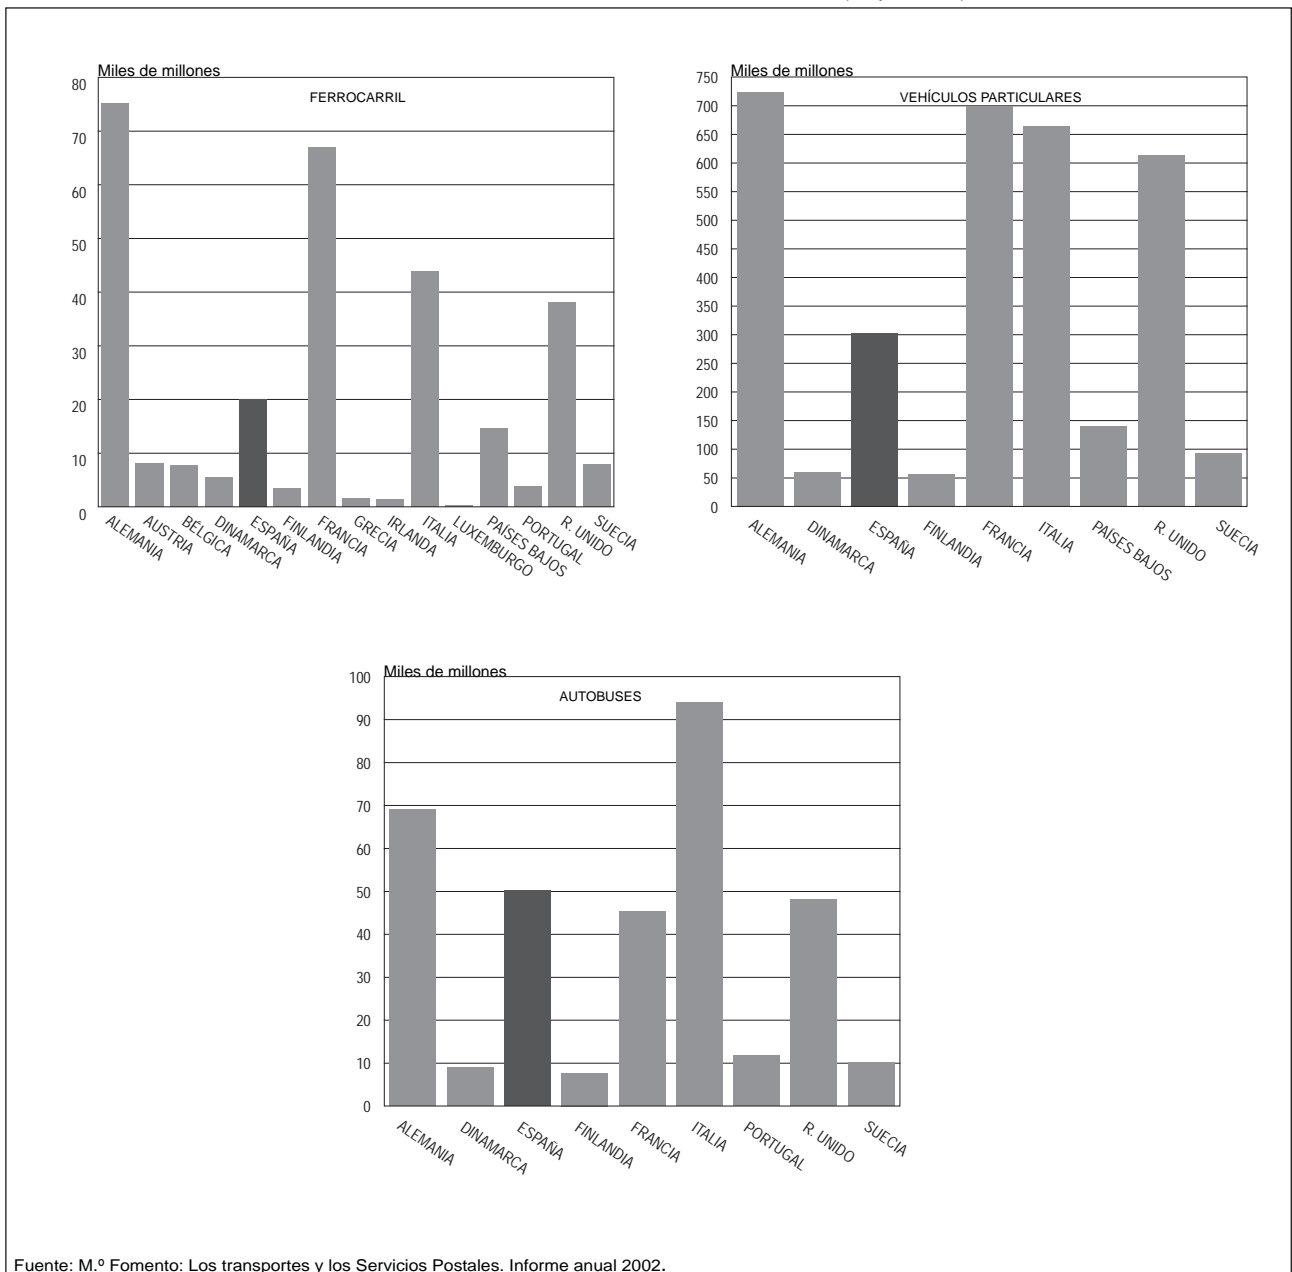 Miles de millones
FERROCARRIL
80
70
60
50
40
30
20
10
0
ALEMANIA
AUSTRIA
BÉLGICA
DINAMARCA
ESPAÑA
FINLANDIA
FRANCIA
GRECIA
IRLANDA
ITALIA
LUXEMBURGO
PAÍSES BAJOS
PORTUGAL
R. UNIDO
SUECIA
Miles de millones
VEHÍCULOS PARTICULARES
750
700
650
600
550
500
450
400
350
300
250
200
150
100
50
0
ALEMANIA
DINAMARCA
ESPAÑA
FINLANDIA
FRANCIA
ITALIA
PAÍSES BAJOS
R. UNIDO
SUECIA
Miles de millones
AUTOBUSES
100
90
80
70
60
50
40
30
20
10
0
ALEMANIA
DINAMARCA
ESPAÑA
FINLANDIA
FRANCIA
ITALIA
PORTUGAL
R. UNIDO
SUECIA
Fuente: M.º Fomento: Los transportes y los Servicios Postales. Informe anual 2002.